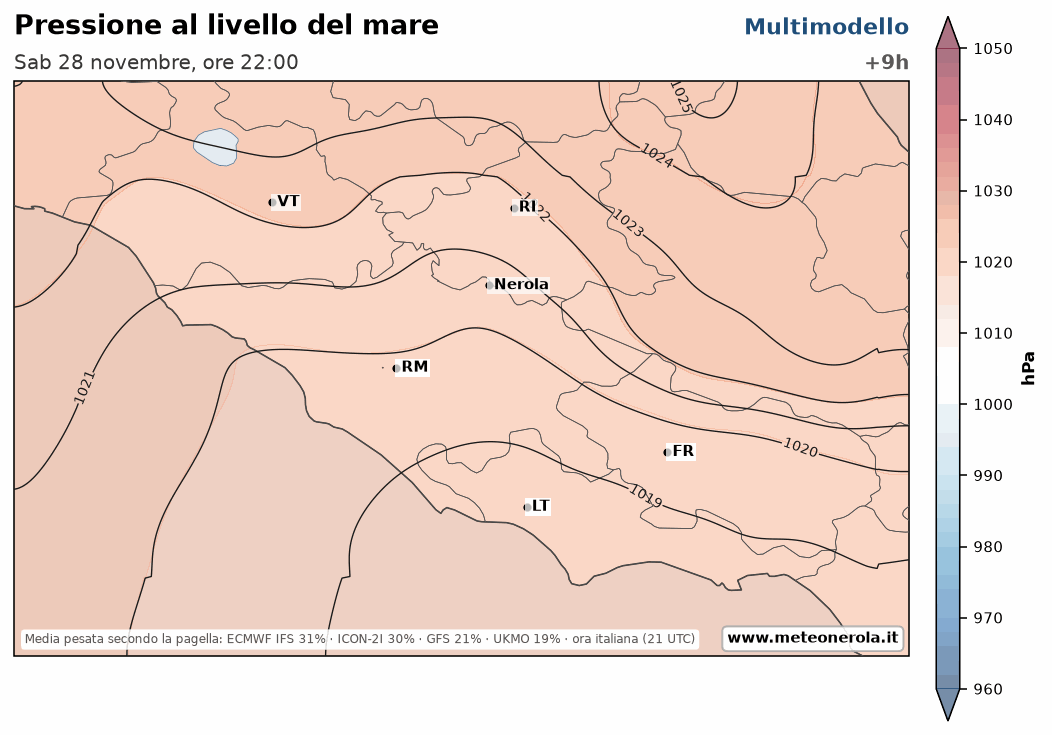 Pressione al livello del mare
Multimodello
Sab 28 novembre, ore 22:00
+9h
1025
1024
VT
RI
1022
1023
Nerola
RM
1021
FR
1020
1019
LT
Media pesata secondo la pagella: ECMWF IFS 31% · ICON-2I 30% · GFS 21% · UKMO 19% · ora italiana (21 UTC)
www.meteonerola.it
1050
1040
1030
1020
1010
1000
990
980
970
960
hPa